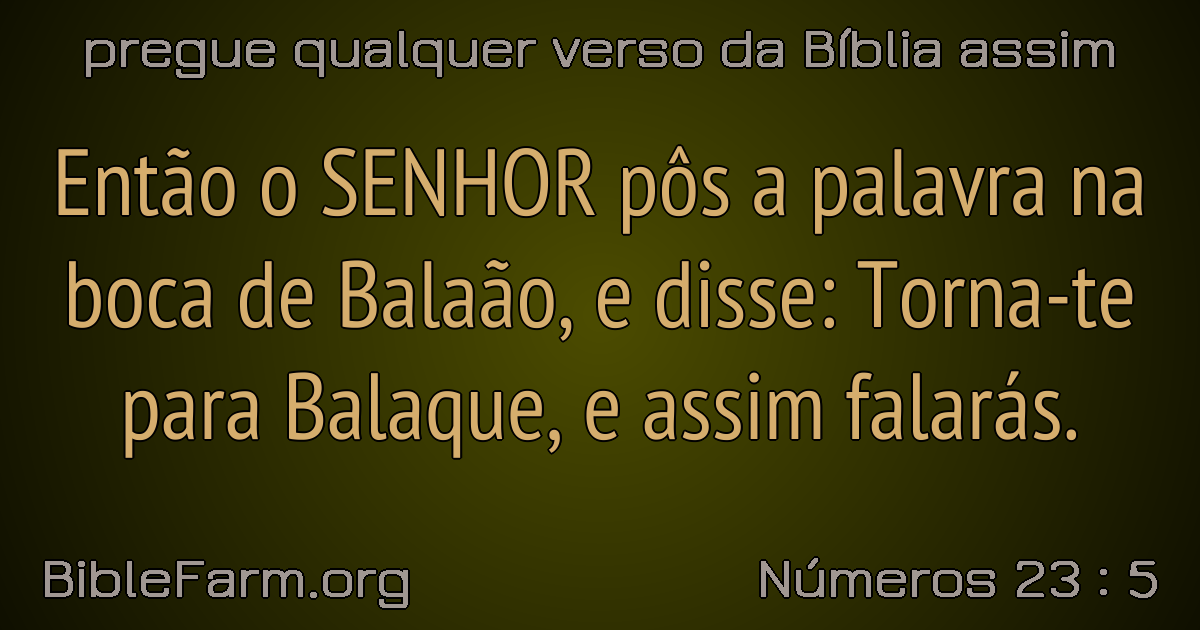 pregue qualquer verso da Bíblia assim
Então o SENHOR pôs a palavra na
boca de Balaão, e disse: Torna-te
para Balaque, e assim falarás.
BibleFarm.org
Números 23 : 5